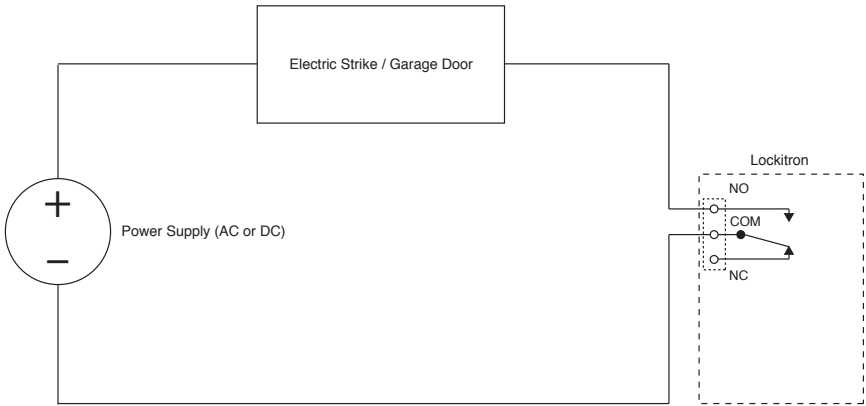 Electric Strike / Garage Door
Lockitron
NO
+
Power Supply (AC or DC)
COM
–
NC